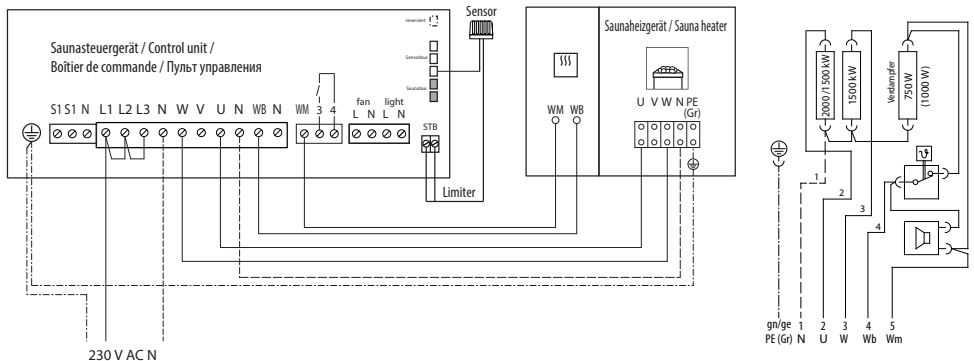 Saunasteuergerät / Control unit /
Boîtier de commande / Пульт управления
reserviert
Sensorbus
Saunabus
Sensor
S1 S1 N L1 L2 L3 N W V U N WB N WM 3 4
fan light
L N L N
STB
Limiter
230 V AC N
Saunaheizgerät / Sauna heater
WM WB
U V W N PE
(Gr)
2000/1500 kW
1500 kW
Verdampfer
750 W
(1000 W)
ϑ
1
2
3
4
gn/ge 1 2 3 4 5
PE (Gr) N U W Wb Wm